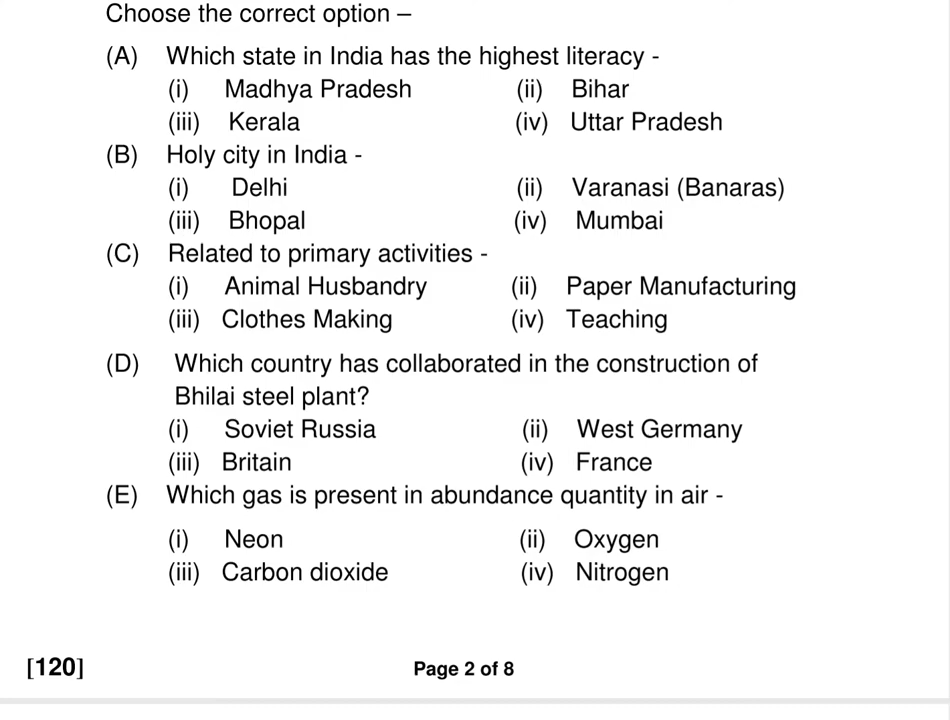 Choose the correct option –
(A) Which state in India has the highest literacy -
(i) Madhya Pradesh (ii) Bihar
(iii) Kerala (iv) Uttar Pradesh
(B) Holy city in India -
(i) Delhi (ii) Varanasi (Banaras)
(iii) Bhopal (iv) Mumbai
(C) Related to primary activities -
(i) Animal Husbandry (ii) Paper Manufacturing
(iii) Clothes Making (iv) Teaching
(D) Which country has collaborated in the construction of
Bhilai steel plant?
(i) Soviet Russia (ii) West Germany
(iii) Britain (iv) France
(E) Which gas is present in abundance quantity in air -
(i) Neon (ii) Oxygen
(iii) Carbon dioxide (iv) Nitrogen
[120] Page 2 of 8